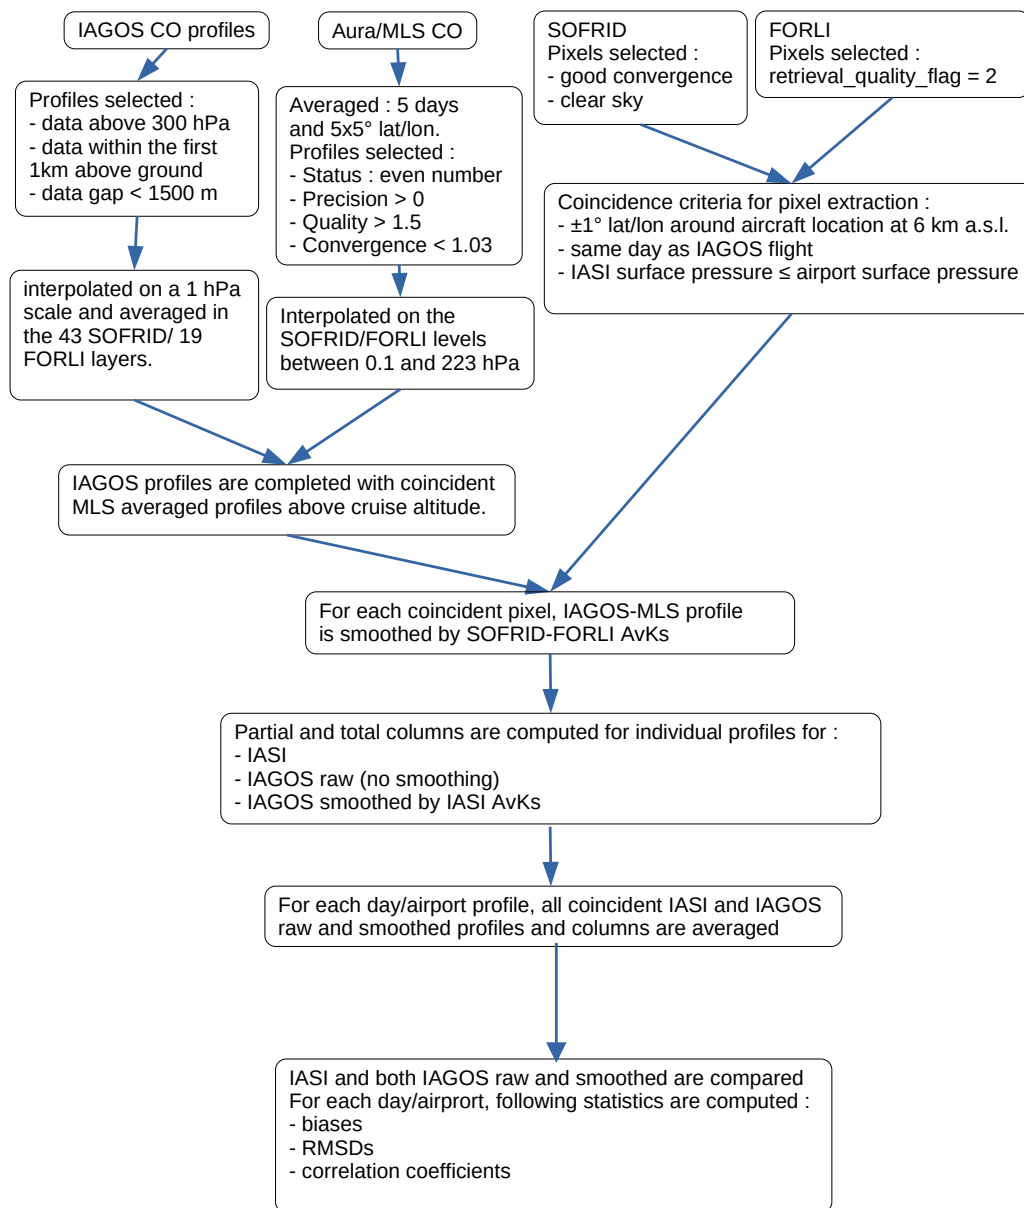 IAGOS CO profiles
Aura/MLS CO
SOFRID
Pixels selected :
- good convergence
- clear sky
FORLI
Pixels selected :
retrieval_quality_flag = 2
Profiles selected :
- data above 300 hPa
- data within the first
1km above ground
- data gap < 1500 m
Averaged : 5 days
and 5x5° lat/lon.
Profiles selected :
- Status : even number
- Precision > 0
- Quality > 1.5
- Convergence < 1.03
Coincidence criteria for pixel extraction :
- ±1° lat/lon around aircraft location at 6 km a.s.l.
- same day as IAGOS flight
- IASI surface pressure ≤ airport surface pressure
interpolated on a 1 hPa
scale and averaged in
the 43 SOFRID/ 19
FORLI layers.
Interpolated on the
SOFRID/FORLI levels
between 0.1 and 223 hPa
IAGOS profiles are completed with coincident
MLS averaged profiles above cruise altitude.
For each coincident pixel, IAGOS-MLS profile
is smoothed by SOFRID-FORLI AvKs
Partial and total columns are computed for individual profiles for :
- IASI
- IAGOS raw (no smoothing)
- IAGOS smoothed by IASI AvKs
For each day/airport profile, all coincident IASI and IAGOS
raw and smoothed profiles and columns are averaged
IASI and both IAGOS raw and smoothed are compared
For each day/airprort, following statistics are computed :
- biases
- RMSDs
- correlation coefficients